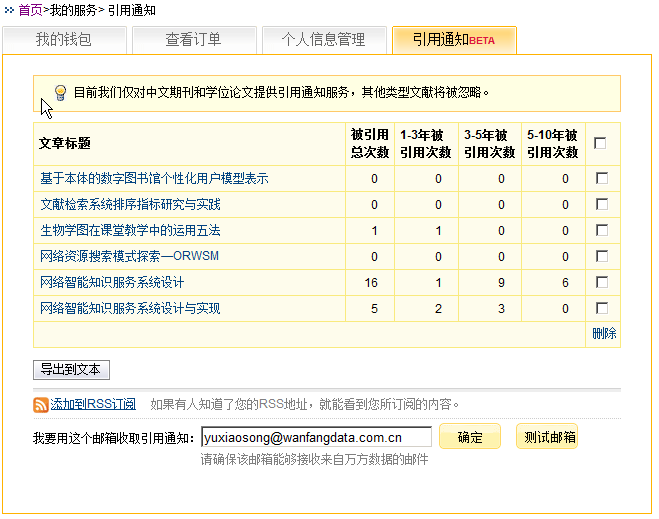 首页>我的服务> 引用通知
我的钱包 查看订单 个人信息管理 引用通知BETA
目前我们仅对中文期刊和学位论文提供引用通知服务，其他类型文献将被忽略。
文章标题 被引用总次数 1-3年被引用次数 3-5年被引用次数 5-10年被引用次数
基于本体的数字图书馆个性化用户模型表示 0 0 0 0
文献检索系统排序指标研究与实践 0 0 0 0
生物学图在课堂教学中的运用五法 1 1 0 0
网络资源搜索模式探索—ORWSM 0 0 0 0
网络智能知识服务系统设计 16 1 9 6
网络智能知识服务系统设计与实现 5 2 3 0
删除
导出到文本
添加到RSS订阅 如果有人知道了您的RSS地址，就能看到您所订阅的内容。
我要用这个邮箱收取引用通知： yuxiaosong@wanfangdata.com.cn 确定 测试邮箱
请确保该邮箱能够接收来自万方数据的邮件